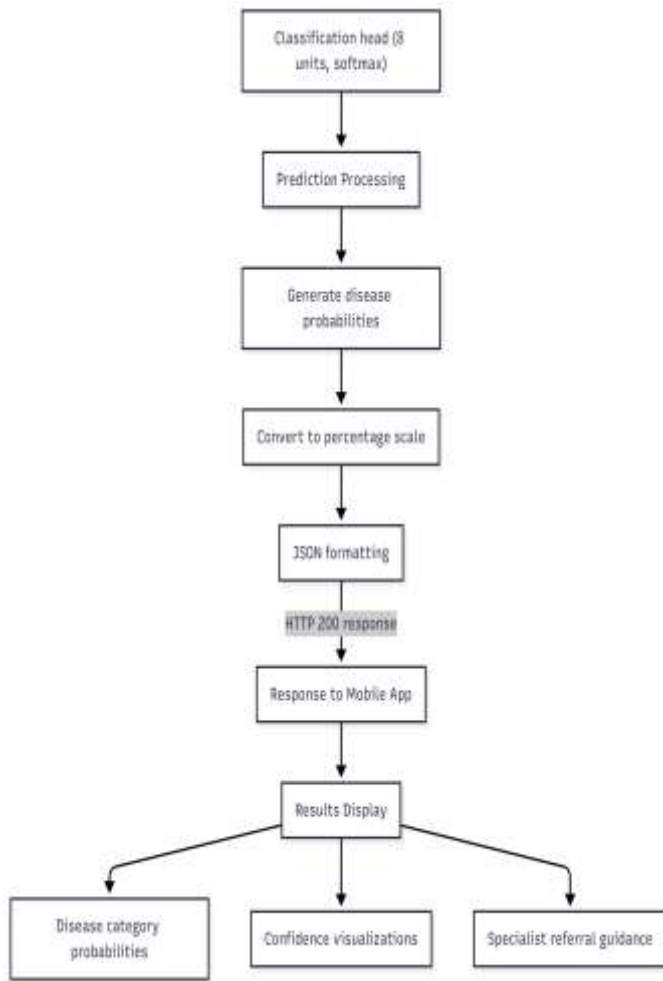 Classification head (8
units, softmax)
Prediction Processing
Generate disease
probabilities
Convert to percentage scale
JSON formatting
HTTP 200 response
Response to Mobile App
Results Display
Disease category
probabilities
Confidence visualizations
Specialist referral guidance